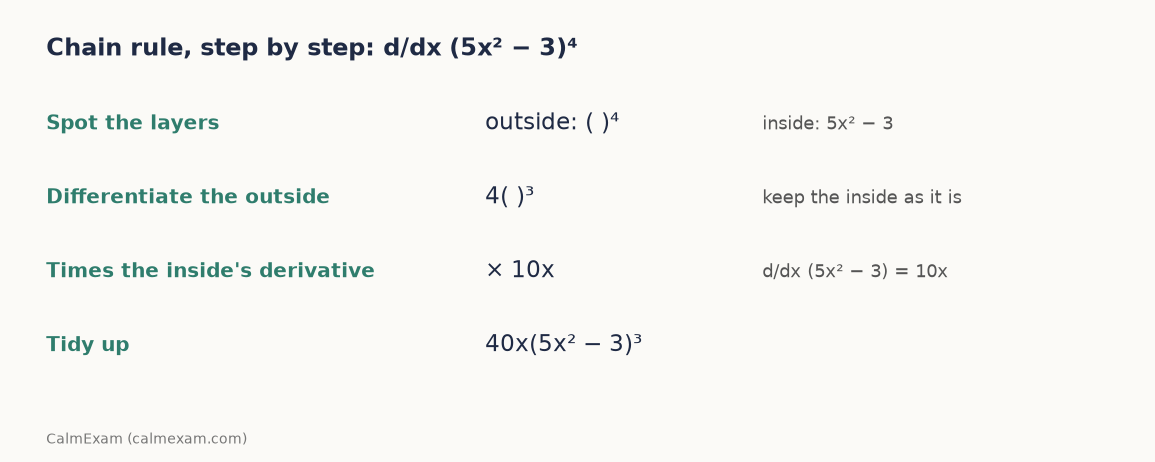 Chain rule, step by step: d/dx (5x² − 3)⁴
Spot the layers outside: ( )⁴ inside: 5x² − 3
Differentiate the outside 4( )³ keep the inside as it is
Times the inside's derivative × 10x d/dx (5x² − 3) = 10x
Tidy up 40x(5x² − 3)³
CalmExam (calmexam.com)